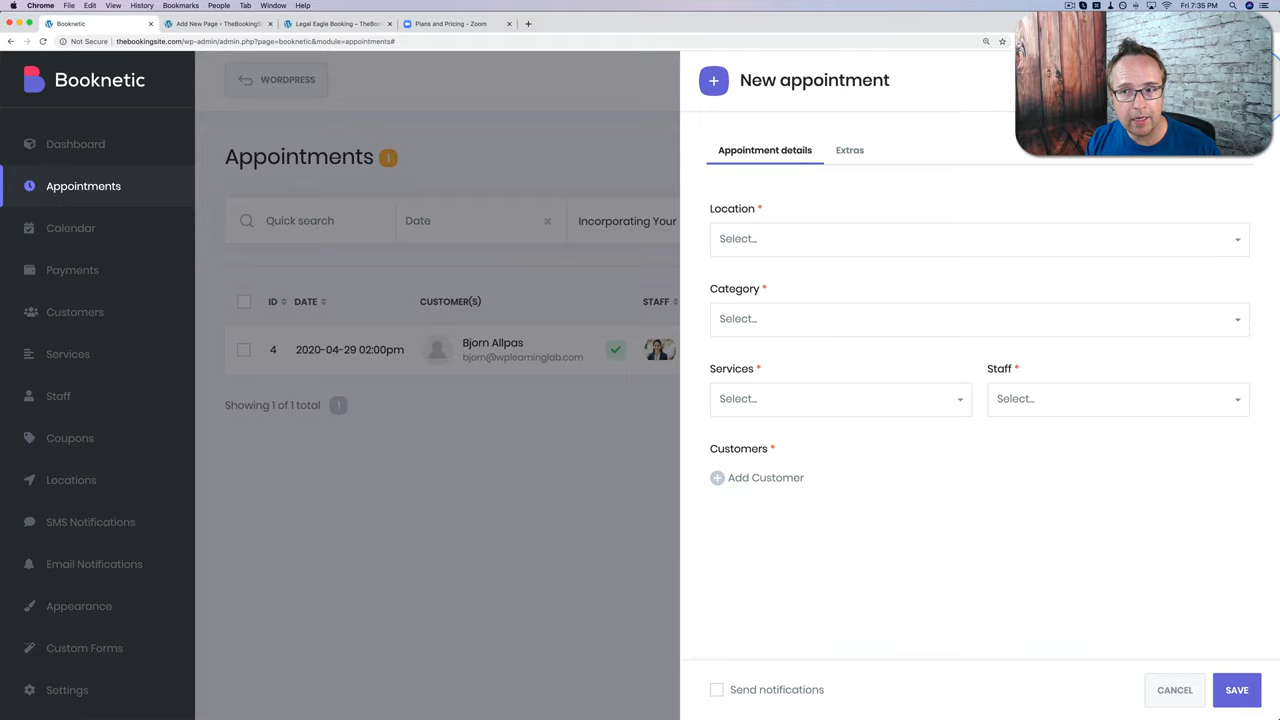 Chrome File Edit View History Bookmarks People Tab Window Help
Fri 7:35 PM
Booknetic
Add New Page ‹ TheBookingSi
Legal Eagle Booking – TheBoo
Plans and Pricing - Zoom
Not Secure thebookingsite.com/wp-admin/admin.php?page=booknetic&module=appointments#
Booknetic
WORDPRESS
New appointment
Dashboard
Appointments
Calendar
Payments
Customers
Services
Staff
Coupons
Locations
SMS Notifications
Email Notifications
Appearance
Custom Forms
Settings
Appointments 1
Quick search
Date
Incorporating Your
ID DATE CUSTOMER(S) STAFF
4 2020-04-29 02:00pm Bjorn Allpas
bjorn@wplearninglab.com
Showing 1 of 1 total 1
Appointment details Extras
Location *
Select...
Category *
Select...
Services * Staff *
Select... Select...
Customers *
Add Customer
Send notifications
CANCEL SAVE